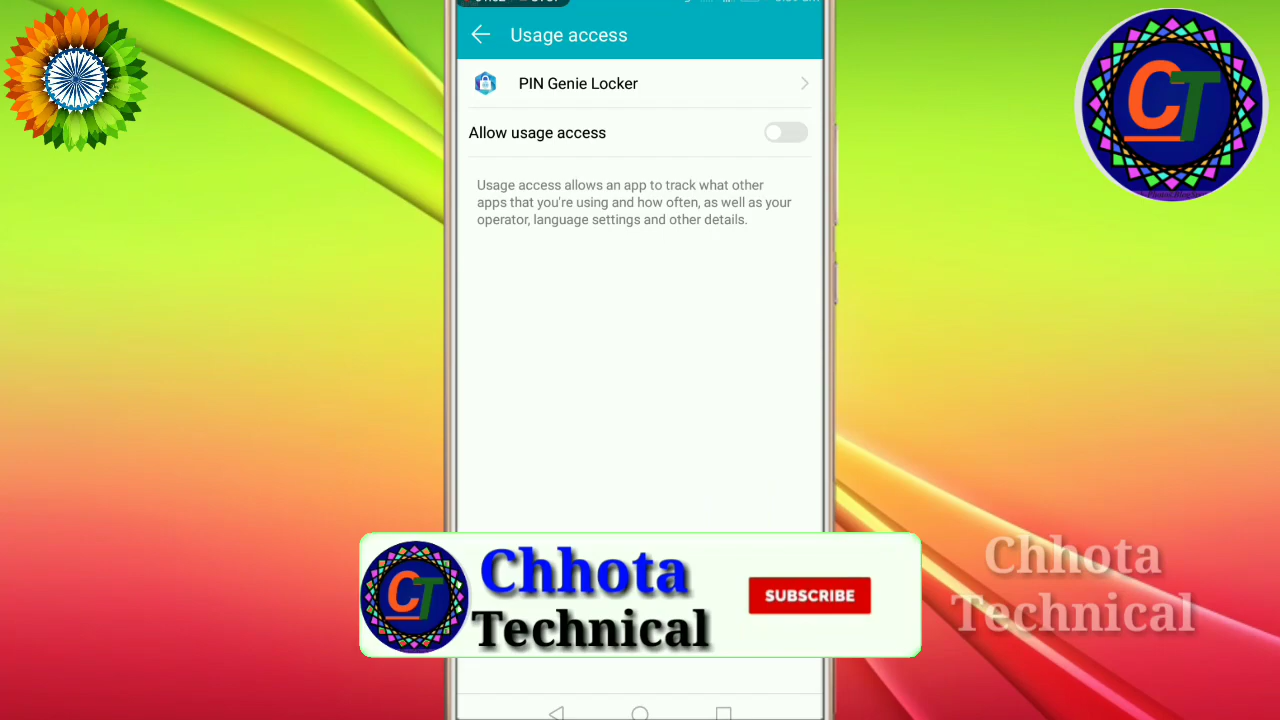 Usage access
PIN Genie Locker
Allow usage access
Usage access allows an app to track what other
apps that you're using and how often, as well as your
operator, language settings and other details.
CT
CT
Chhota
Technical
SUBSCRIBE
Chhota
Technical